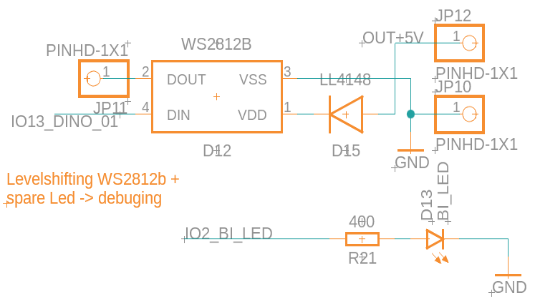 JP12
OUT+5V
1
PINHD-1X1
WS2812B
1
2
DOUT
VSS
3
LL4148
PINHD-1X1
JP10
JP11
IO13_DINO_01
4
DIN
VDD
1
1
D12
D15
GND
PINHD-1X1
Levelshifting WS2812b +
spare Led -> debuging
D13
BI_LED
IO2_BI_LED
400
R21
GND